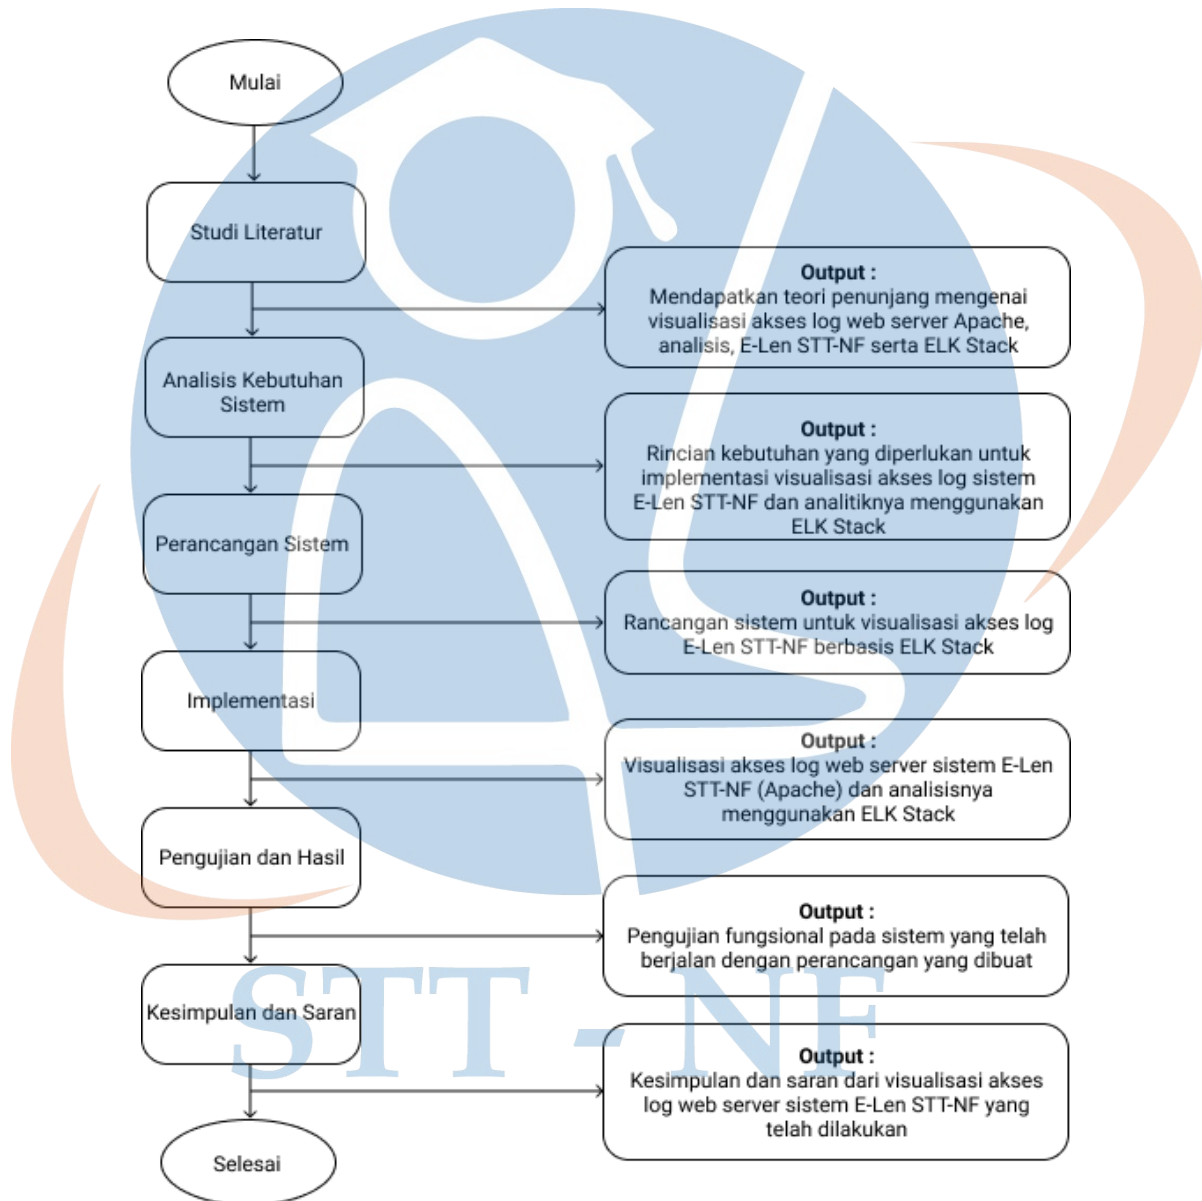 Mulai
Studi Literatur
Output :
Mendapatkan teori penunjang mengenai
visualisasi akses log web server Apache,
analisis, E-Len STT-NF serta ELK Stack
Analisis Kebutuhan
Sistem
Output :
Rincian kebutuhan yang diperlukan untuk
implementasi visualisasi akses log sistem
E-Len STT-NF dan analitiknya menggunakan
ELK Stack
Perancangan Sistem
Output :
Rancangan sistem untuk visualisasi akses log
E-Len STT-NF berbasis ELK Stack
Implementasi
Output :
Visualisasi akses log web server sistem E-Len
STT-NF (Apache) dan analisisnya
menggunakan ELK Stack
Pengujian dan Hasil
Output :
Pengujian fungsional pada sistem yang telah
berjalan dengan perancangan yang dibuat
Kesimpulan dan Saran
Output :
Kesimpulan dan saran dari visualisasi akses
log web server sistem E-Len STT-NF yang
telah dilakukan
Selesai
STT - NF